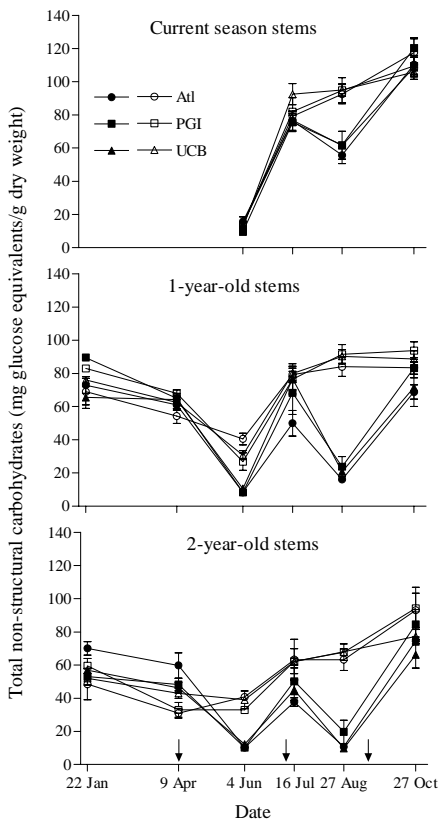 Total non-structural carbohydrates (mg glucose equivalents/g dry weight)
140
Current season stems
120
100
Atl
80
PGI
60
UCB
40
20
0
140
1-year-old stems
120
100
80
60
40
20
0
140
2-year-old stems
120
100
80
60
40
20
0
22 Jan 9 Apr 4 Jun 16 Jul 27 Aug 27 Oct
Date